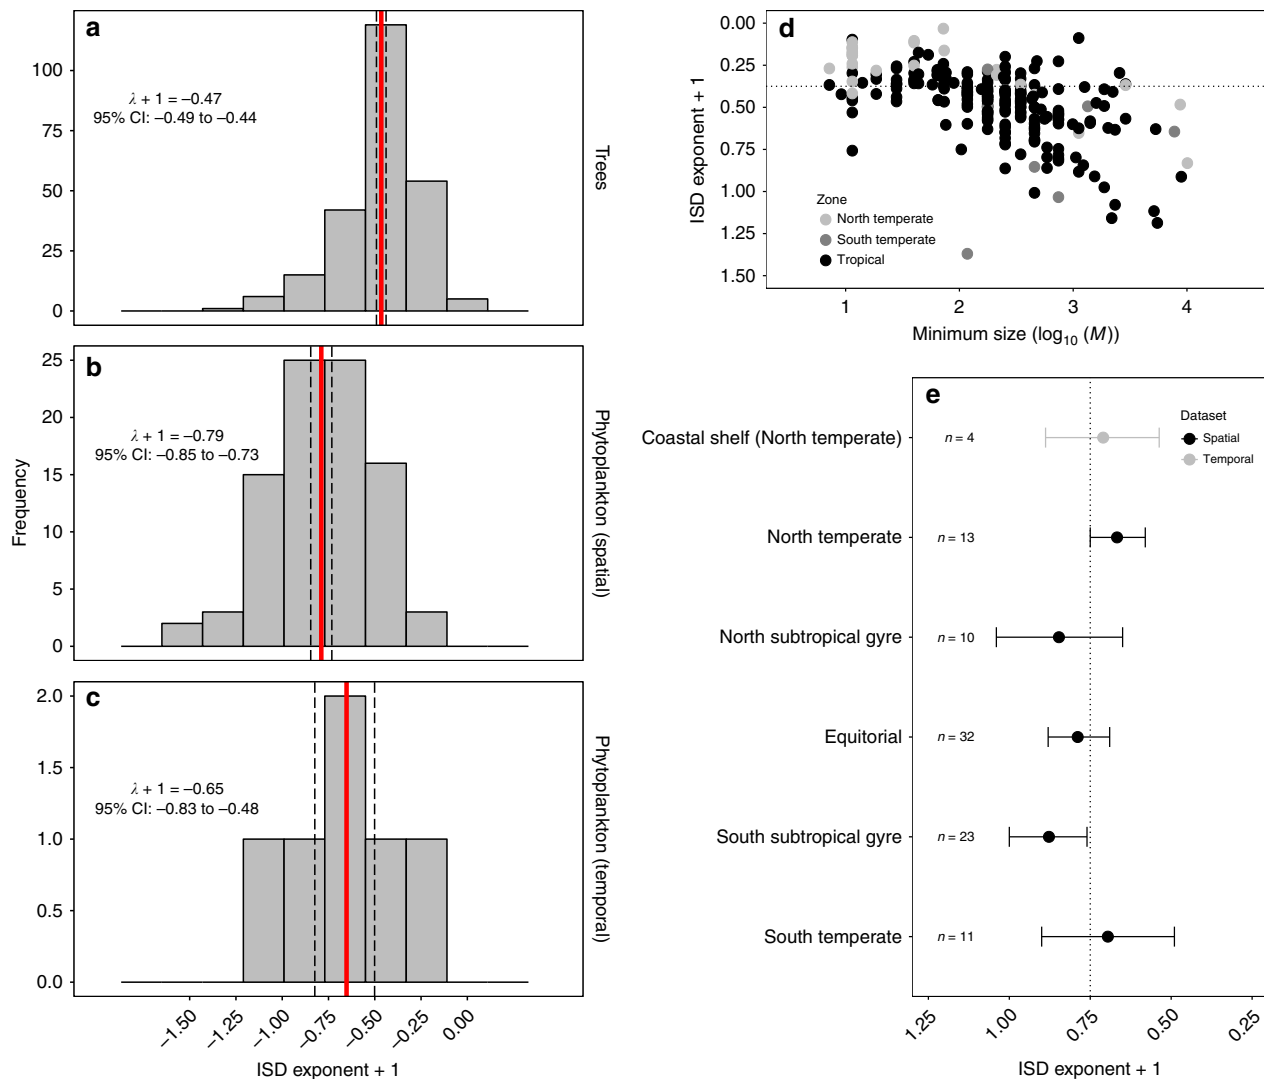 a
λ + 1 = –0.47
95% CI: –0.49 to –0.44
100
75
50
25
0
Trees
b
λ + 1 = –0.79
95% CI: –0.85 to –0.73
25
20
15
10
5
0
Frequency
Phytoplankton (spatial)
c
λ + 1 = –0.65
95% CI: –0.83 to –0.48
2.0
1.5
1.0
0.5
0.0
Phytoplankton (temporal)
–1.50 –1.25 –1.00 –0.75 –0.50 –0.25 0.00
ISD exponent + 1
d
0.00
0.25
0.50
0.75
1.00
1.25
1.50
ISD exponent + 1
Zone
North temperate
South temperate
Tropical
1 2 3 4
Minimum size (log10 (M))
e
Dataset
Spatial
Temporal
Coastal shelf (North temperate) n = 4
North temperate n = 13
North subtropical gyre n = 10
Equitorial n = 32
South subtropical gyre n = 23
South temperate n = 11
1.25 1.00 0.75 0.50 0.25
ISD exponent + 1